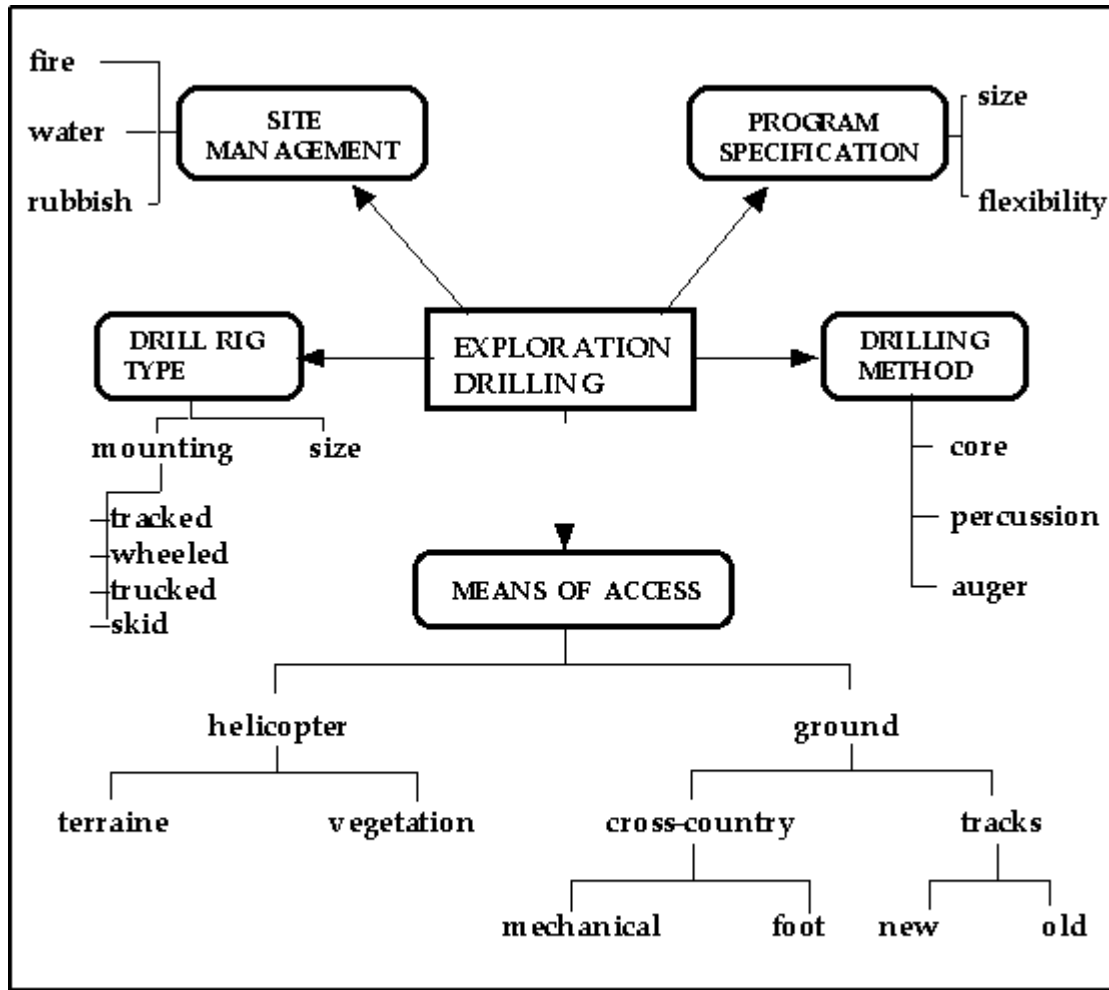 fire
water
rubbish
SITE
MANAGEMENT
PROGRAM
SPECIFICATION
size
flexibility
DRILL RIG
TYPE
EXPLORATION
DRILLING
DRILLING
METHOD
mounting
size
tracked
wheeled
trucked
skid
core
percussion
auger
MEANS OF ACCESS
helicopter
ground
terraine
vegetation
cross-country
tracks
mechanical
foot
new
old